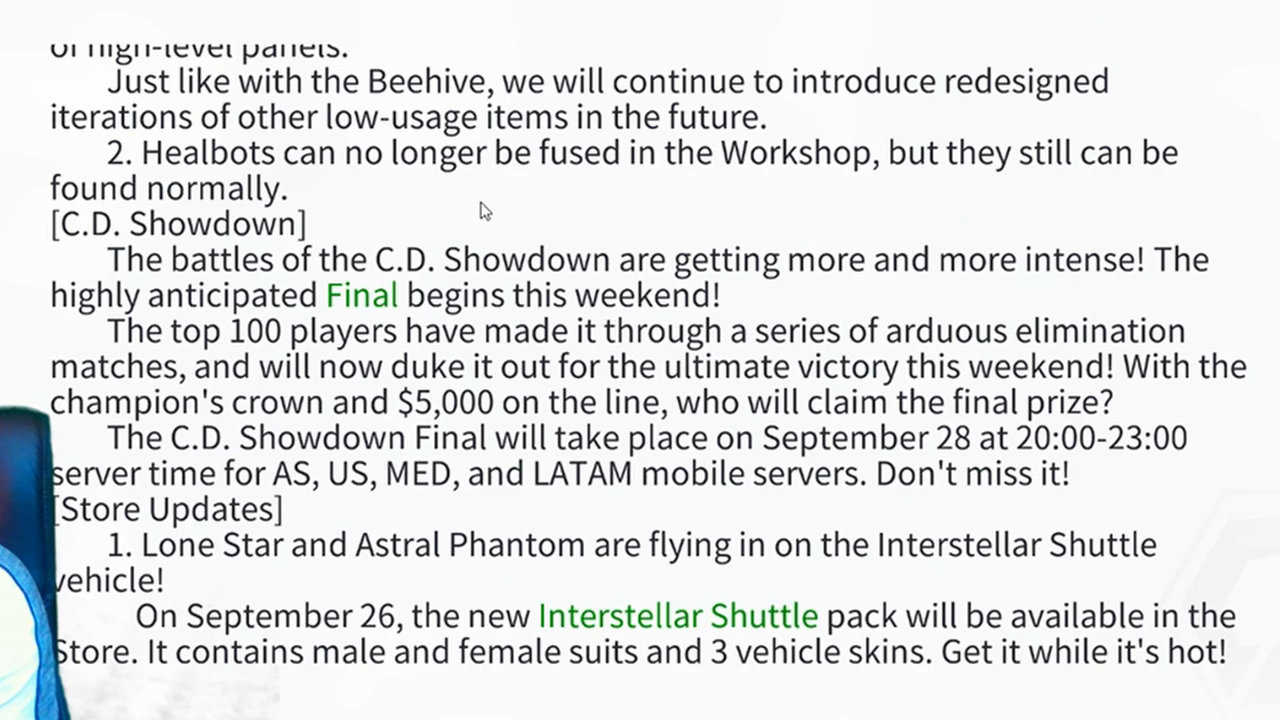 of high-level panels.
Just like with the Beehive, we will continue to introduce redesigned
iterations of other low-usage items in the future.
2. Healbots can no longer be fused in the Workshop, but they still can be
found normally.
[C.D. Showdown]
The battles of the C.D. Showdown are getting more and more intense! The
highly anticipated Final begins this weekend!
The top 100 players have made it through a series of arduous elimination
matches, and will now duke it out for the ultimate victory this weekend! With the
champion's crown and $5,000 on the line, who will claim the final prize?
The C.D. Showdown Final will take place on September 28 at 20:00-23:00
server time for AS, US, MED, and LATAM mobile servers. Don't miss it!
[Store Updates]
1. Lone Star and Astral Phantom are flying in on the Interstellar Shuttle
vehicle!
On September 26, the new Interstellar Shuttle pack will be available in the
Store. It contains male and female suits and 3 vehicle skins. Get it while it's hot!